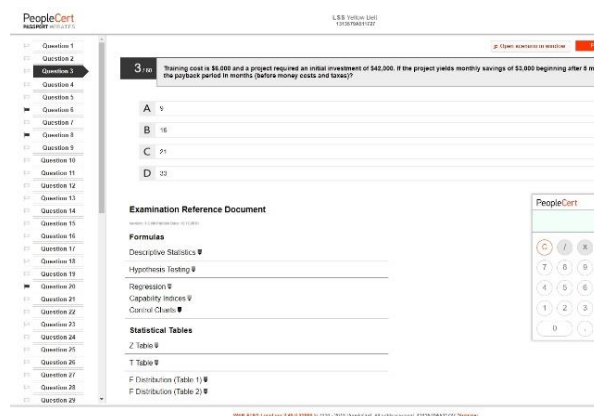 PeopleCert
LSS Yellow Belt
Question 1
Question 2
Question 3
Question 4
Question 5
Question 6
Question 7
Question 8
Question 9
Question 10
Question 11
Question 12
Question 13
Question 14
Question 15
Question 16
Question 17
Question 18
Question 19
Question 20
Question 21
Question 22
Question 23
Question 24
Question 25
Question 26
Question 27
Question 28
Question 29
Open scenario in window
3 / 60
Training cost is $6,000 and a project required an initial investment of $42,000. If the project yields monthly savings of $3,000 beginning after 8 m
the payback period in months (before money costs and taxes)?
A 9
B 16
C 21
D 33
Examination Reference Document
Formulas
Descriptive Statistics
Hypothesis Testing
Regression
Capability Indices
Control Charts
Statistical Tables
Z Table
T Table
F Distribution (Table 1)
F Distribution (Table 2)
PeopleCert
C / x
7 8 9
4 5 6
1 2 3
0 .